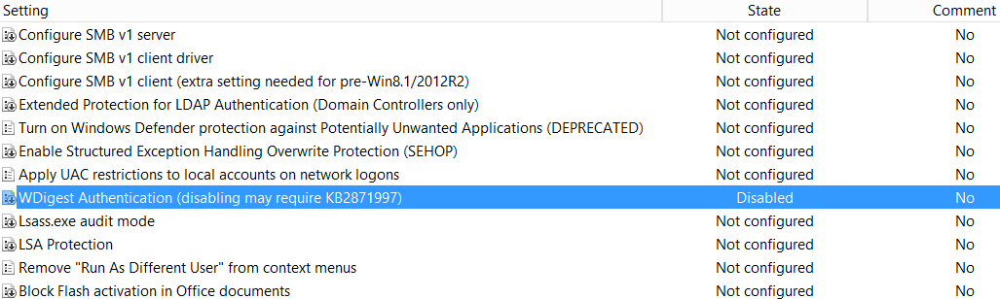 Setting State Comment
Configure SMB v1 server Not configured No
Configure SMB v1 client driver Not configured No
Configure SMB v1 client (extra setting needed for pre-Win8.1/2012R2) Not configured No
Extended Protection for LDAP Authentication (Domain Controllers only) Not configured No
Turn on Windows Defender protection against Potentially Unwanted Applications (DEPRECATED) Not configured No
Enable Structured Exception Handling Overwrite Protection (SEHOP) Not configured No
Apply UAC restrictions to local accounts on network logons Not configured No
WDigest Authentication (disabling may require KB2871997) Disabled No
Lsass.exe audit mode Not configured No
LSA Protection Not configured No
Remove "Run As Different User" from context menus Not configured No
Block Flash activation in Office documents Not configured No